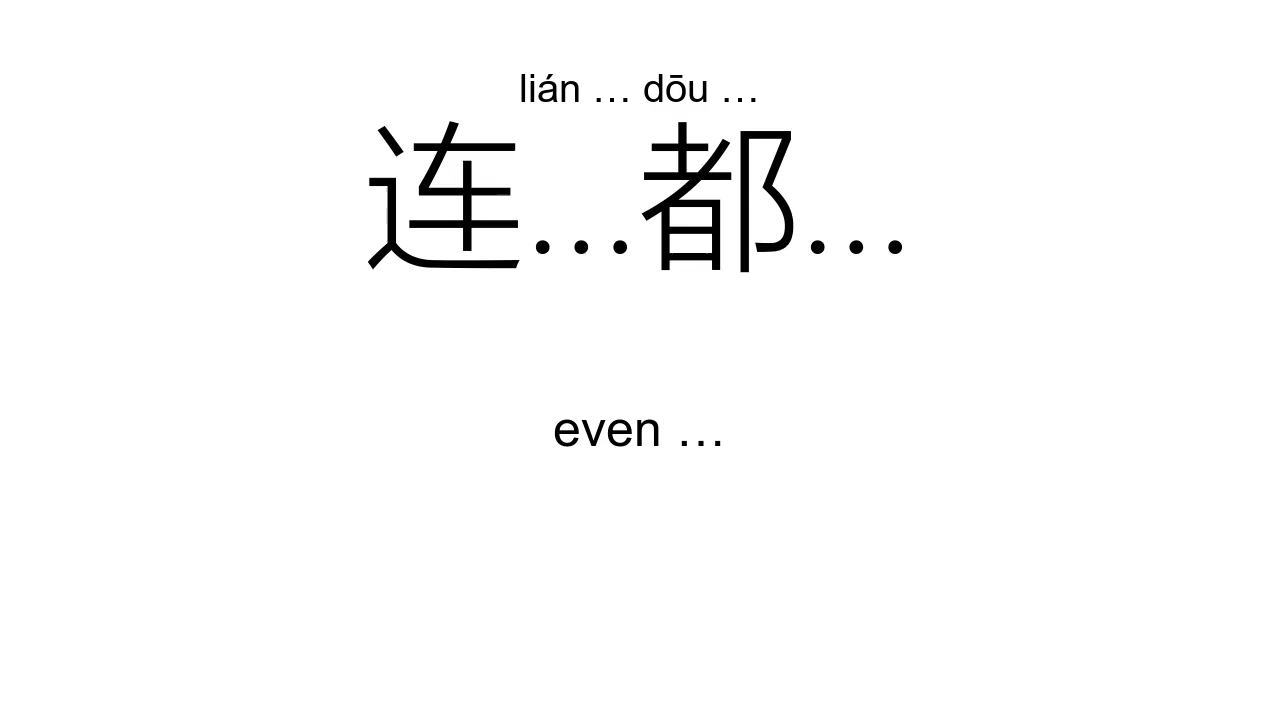 lián … dōu …
连…都…
even …